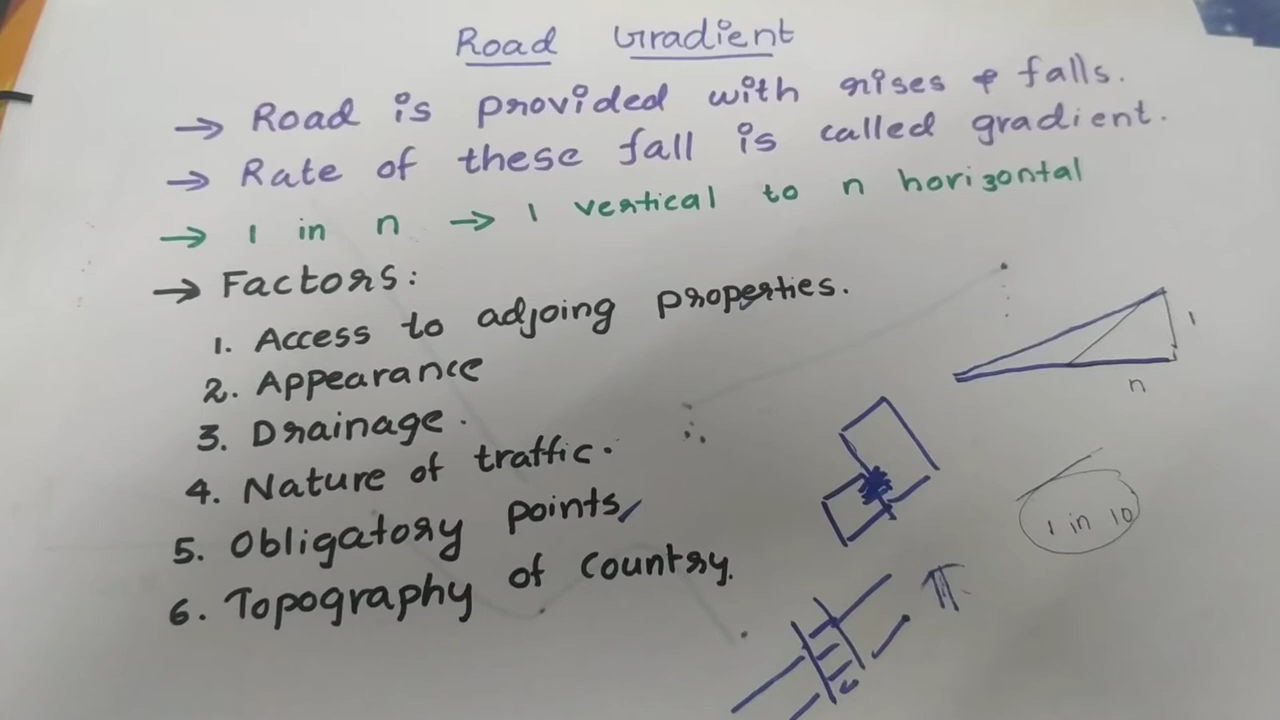 Road Gradient
→ Road is provided with rises & falls.
→ Rate of these fall is called gradient.
→ 1 in n → 1 vertical to n horizontal
→ Factors:
1. Access to adjoing properties.
2. Appearance
3. Drainage.
4. Nature of traffic.
5. Obligatory points,
6. Topography of country.
1
n
1 in 10